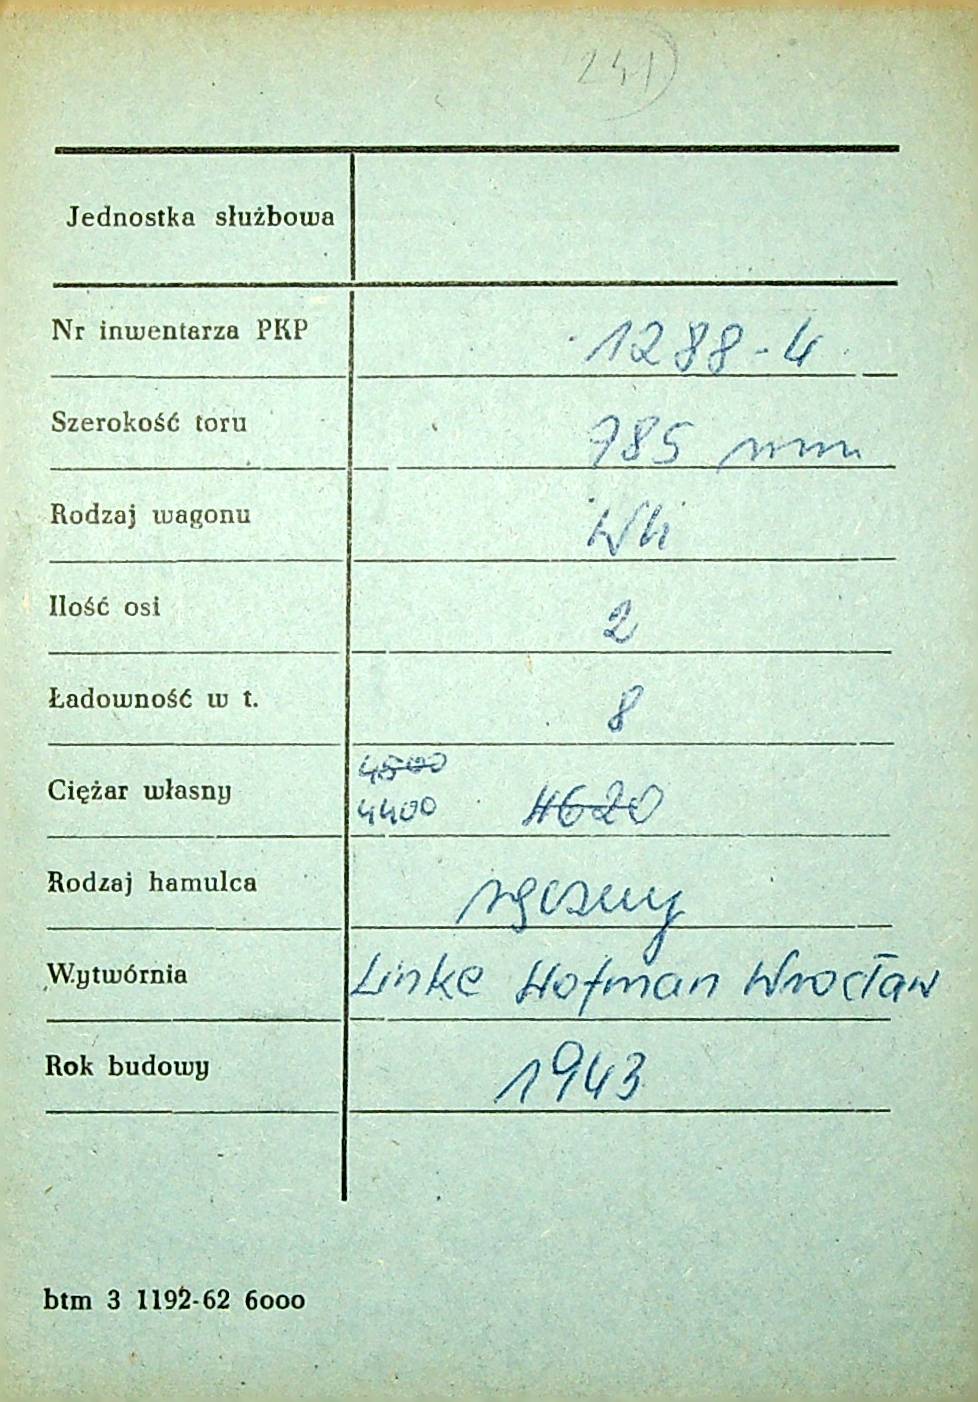 241
Jednostka służbowa
Nr inwentarza PKP 1288-4
Szerokość toru 785 mm
Rodzaj wagonu
Ilość osi 2
Ładowność w t. 8
4500
Ciężar własny 4400 4620
Rodzaj hamulca ręczny
Wytwórnia Linke Hofman Wrocław
Rok budowy 1943
btm 3 1192-62 6000